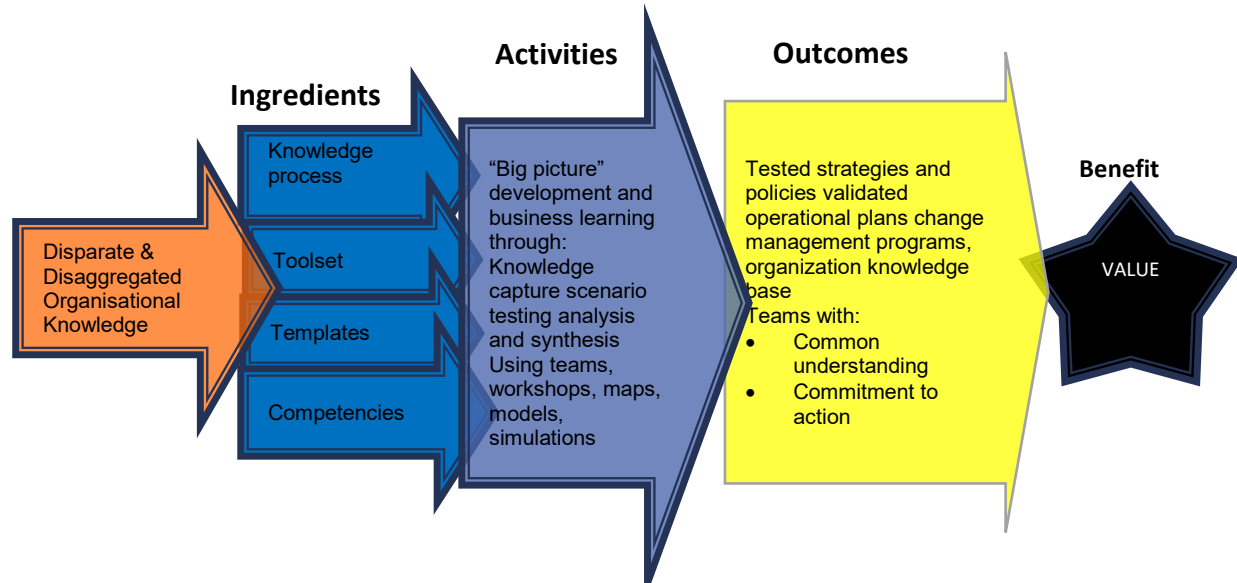 Activities
Outcomes
Ingredients
Benefit
Disparate &
Disaggregated
Organisational
Knowledge
Knowledge
process
Toolset
Templates
Competencies
“Big picture”
development and
business learning
through:
Knowledge
capture scenario
testing analysis
and synthesis
Using teams,
workshops, maps,
models,
simulations
Tested strategies and
policies validated
operational plans change
management programs,
organization knowledge
base
Teams with:
• Common
understanding
• Commitment to
action
VALUE